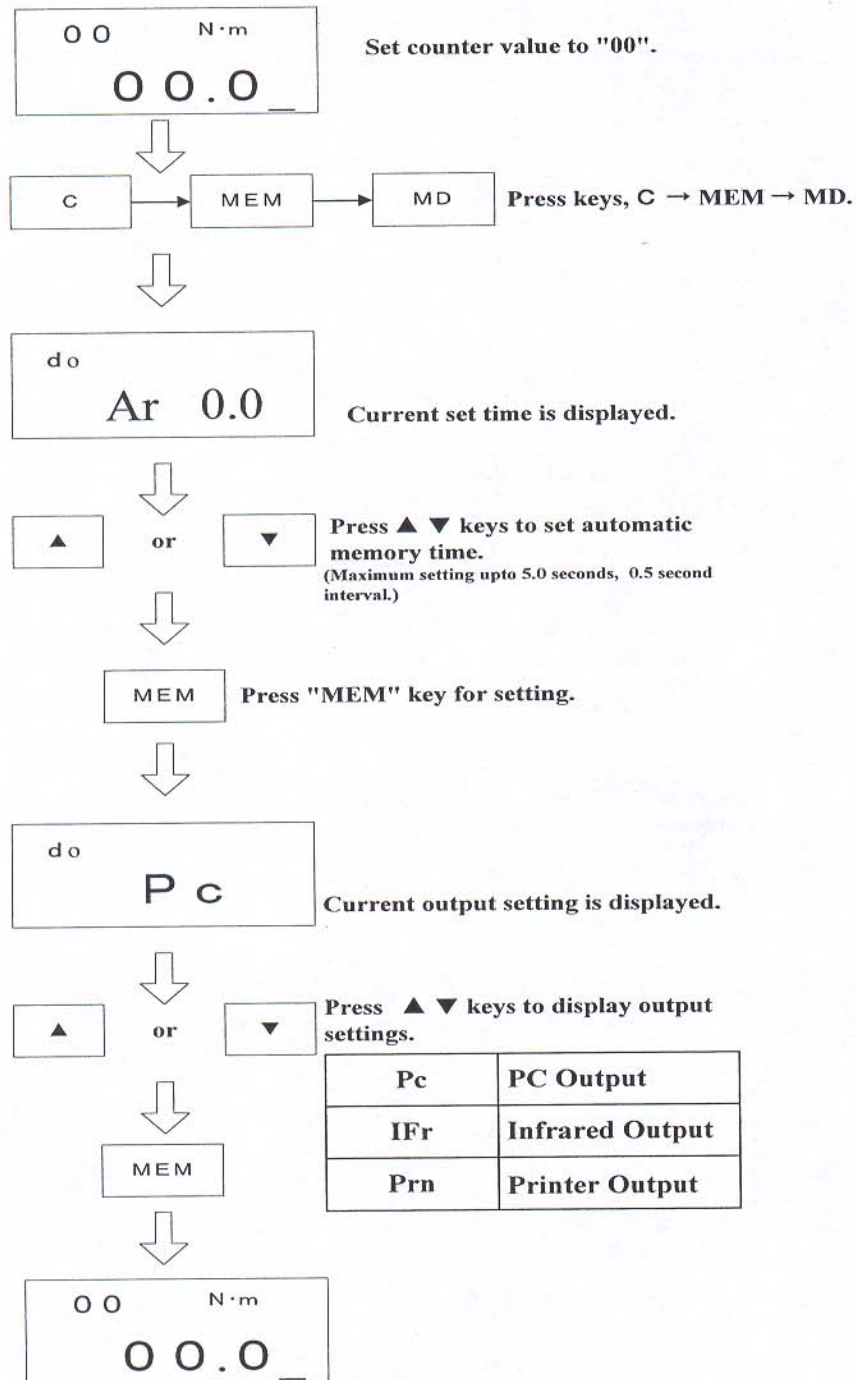 00 N·m
Set counter value to "00".
00.0_
C MEM MD Press keys, C → MEM → MD.
do
Ar 0.0
Current set time is displayed.
▲ or ▼
Press ▲ ▼ keys to set automatic
memory time.
(Maximum setting upto 5.0 seconds, 0.5 second
interval.)
MEM Press "MEM" key for setting.
do
Pc
Current output setting is displayed.
▲ or ▼
Press ▲ ▼ keys to display output
settings.
Pc PC Output
IFr Infrared Output
Prn Printer Output
MEM
00 N·m
00.0_